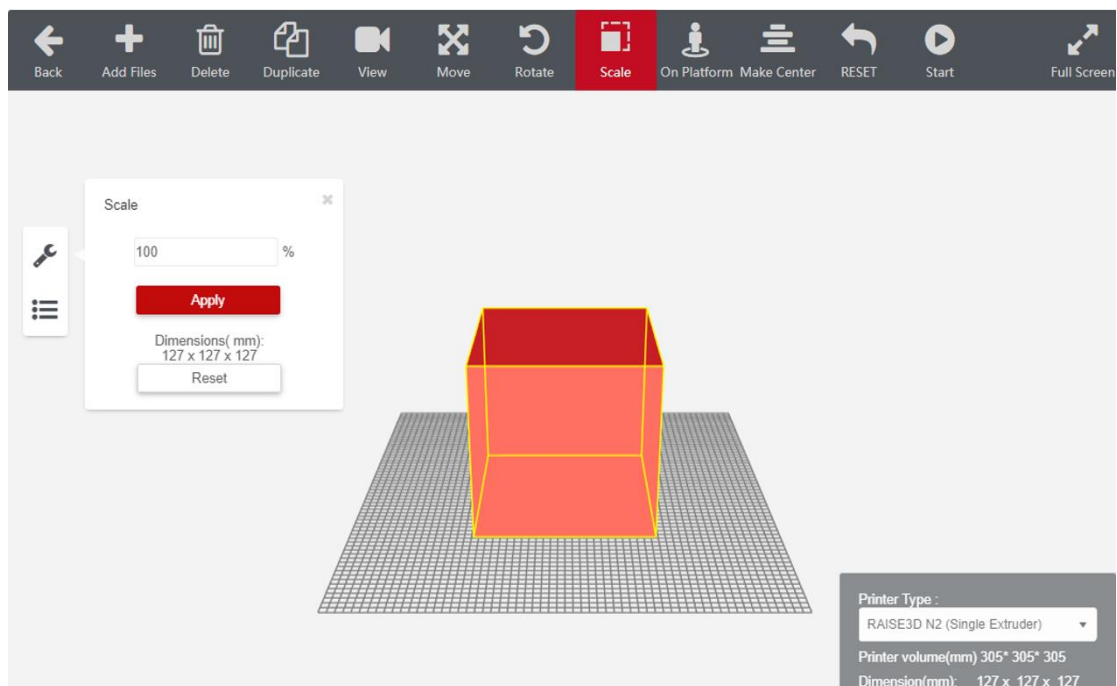 Back Add Files Delete Duplicate View Move Rotate Scale On Platform Make Center RESET Start Full Screen
Scale
100 %
Apply
Dimensions( mm):
127 x 127 x 127
Reset
Printer Type :
RAISE3D N2 (Single Extruder)
Printer volume(mm) 305* 305* 305
Dimension(mm): 127 x 127 x 127